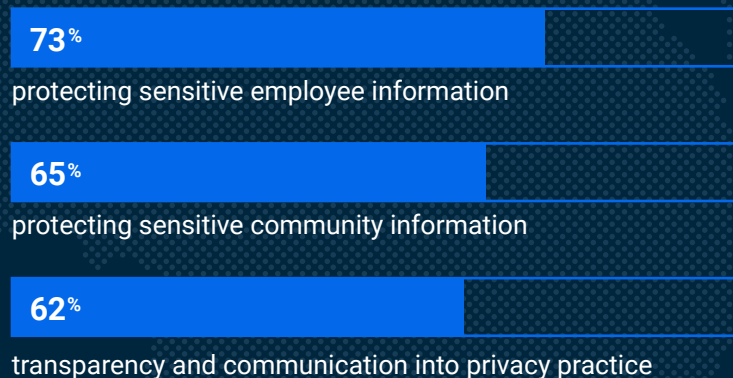 73%
protecting sensitive employee information
65%
protecting sensitive community information
62%
transparency and communication into privacy practice